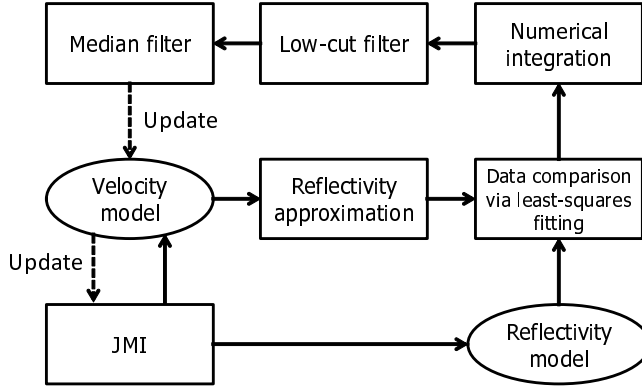 Median filter
Low-cut filter
Numerical
integration
Update
Velocity
model
Reflectivity
approximation
Data comparison
via least-squares
fitting
Update
JMI
Reflectivity
model